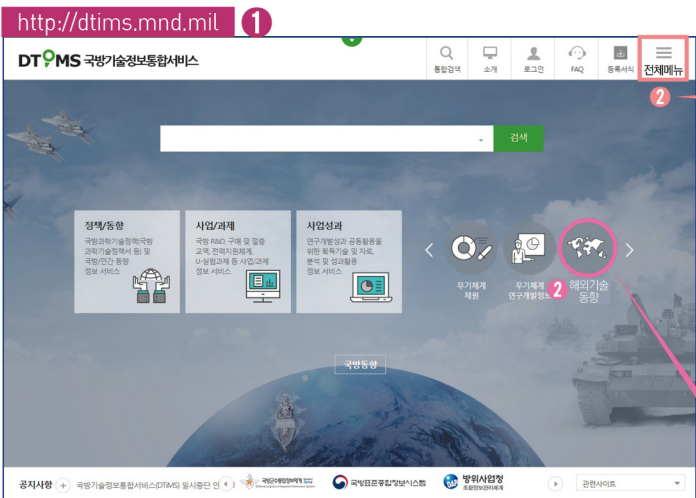 http://dtims.mnd.mil 1
DTiMS 국방기술정보통합서비스
통합검색 소개 로그인 FAQ 등록서식 전체메뉴
2
검색
정책/동향
국방과학기술정책(국방
과학기술정책서 등) 및
국방/민간 동향
정보 서비스
사업/과제
국방 R&D, 구매 및 절충
교역, 전력지원체계,
U-실험과제 등 사업/과제
정보 서비스
사업성과
연구개발성과 공동활용을
위한 획득기술 및 자료,
분석 및 성과활용
정보 서비스
무기체계
제원
무기체계
연구개발정보
2 해외기술
동향
국방동향
공지사항 + 국방기술정보통합서비스(DTiMS) 일시중단 안
국방표준종합정보시스템
DAPA 방위사업청
조함정보관리체계
관련사이트